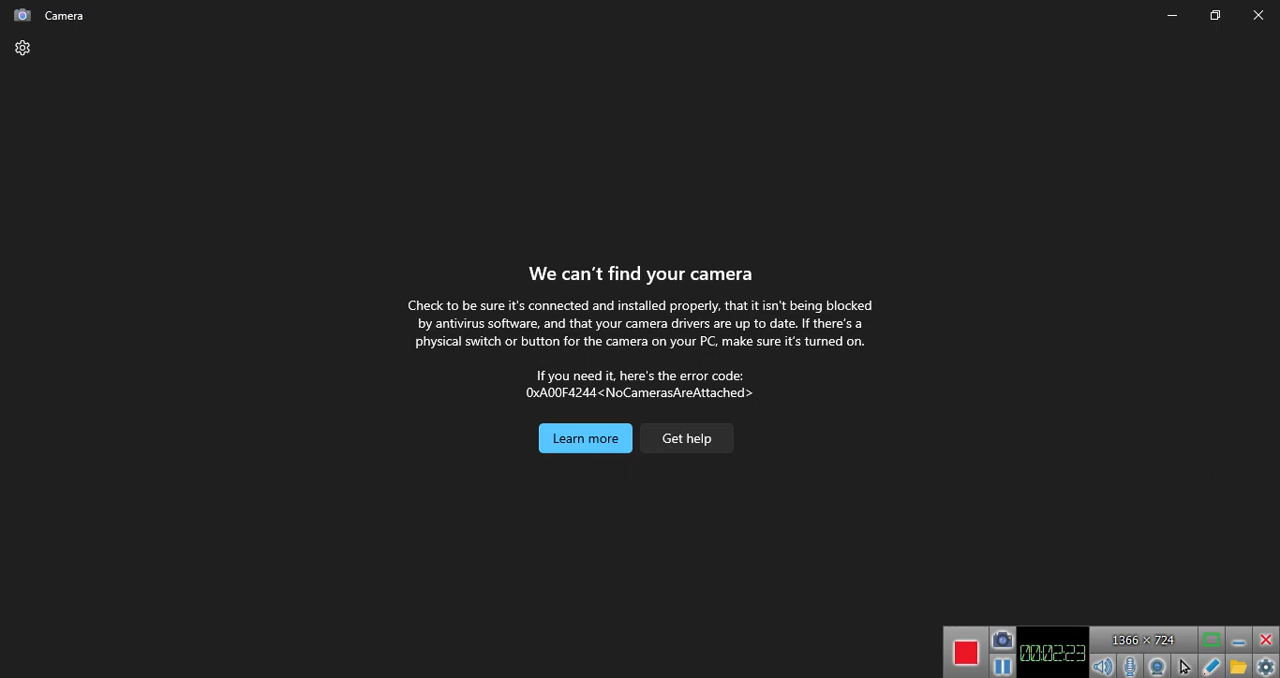 Camera
We can't find your camera
Check to be sure it's connected and installed properly, that it isn't being blocked
by antivirus software, and that your camera drivers are up to date. If there's a
physical switch or button for the camera on your PC, make sure it's turned on.
If you need it, here's the error code:
0xA00F4244<NoCamerasAreAttached>
Learn more
Get help
1366 × 724
00:02:23